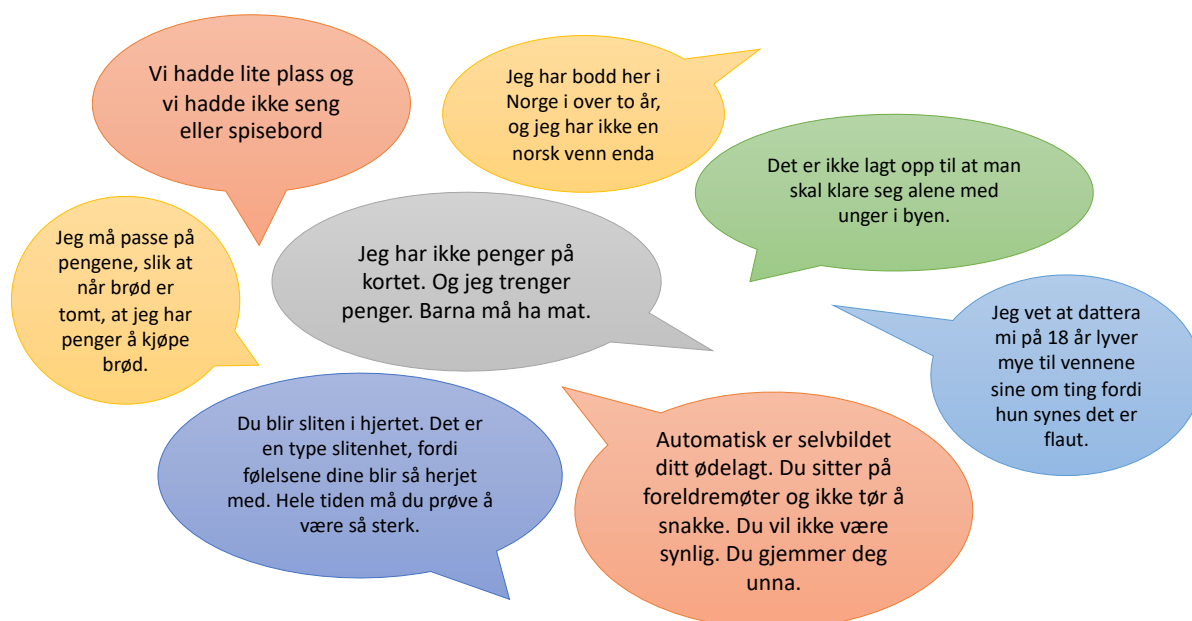 Vi hadde lite plass og
vi hadde ikke seng
eller spisebord
Jeg har bodd her i
Norge i over to år,
og jeg har ikke en
norsk venn enda
Det er ikke lagt opp til at man
skal klare seg alene med
unger i byen.
Jeg må passe på
pengene, slik at
når brød er
tomt, at jeg har
penger å kjøpe
brød.
Jeg har ikke penger på
kortet. Og jeg trenger
penger. Barna må ha mat.
Jeg vet at dattera
mi på 18 år lyver
mye til vennene
sine om ting fordi
hun synes det er
flaut.
Du blir sliten i hjertet. Det er
en type slitenhet, fordi
følelsene dine blir så herjet
med. Hele tiden må du prøve å
være så sterk.
Automatisk er selvbildet
ditt ødelagt. Du sitter på
foreldremøter og ikke tør å
snakke. Du vil ikke være
synlig. Du gjemmer deg
unna.